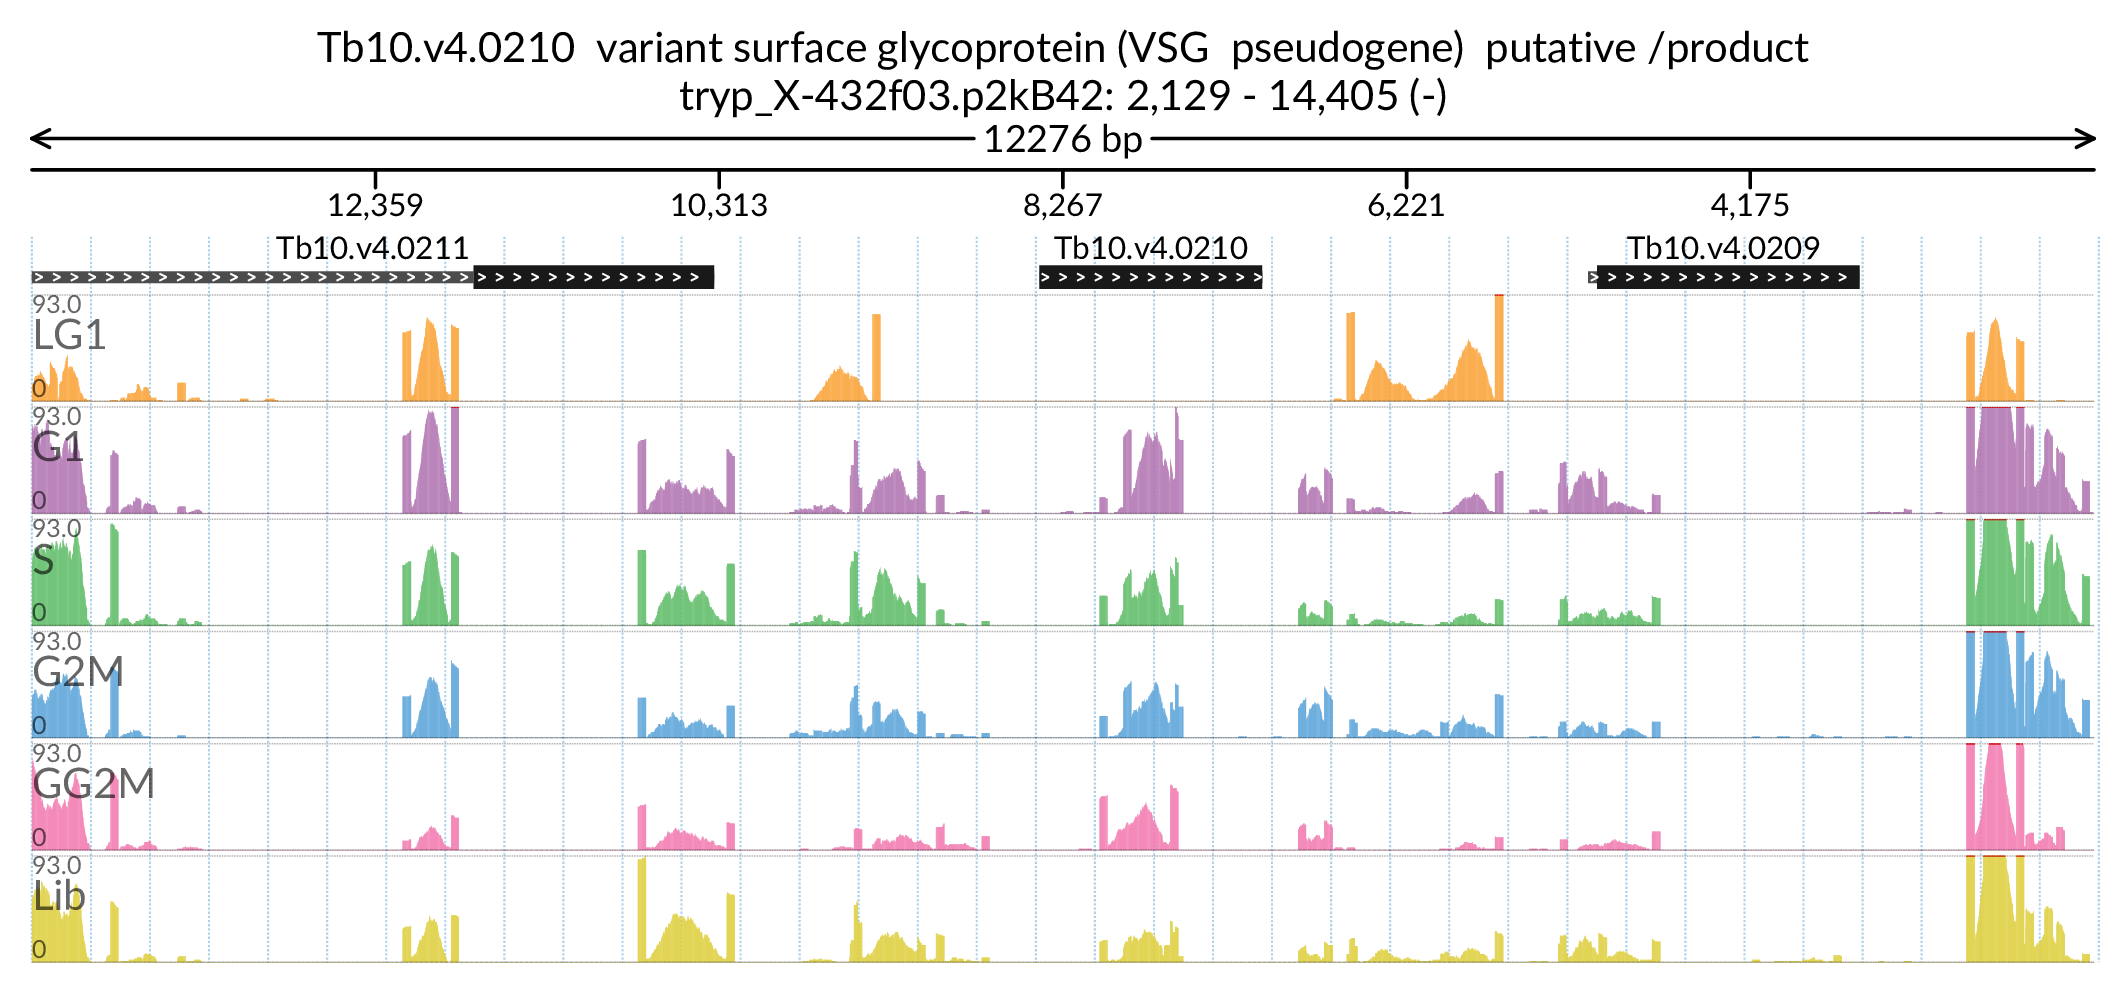 Tb10.v4.0210 variant surface glycoprotein (VSG pseudogene) putative /product
tryp_X-432f03.p2kB42: 2,129 - 14,405 (-)
12276 bp
12,359 10,313 8,267 6,221 4,175
Tb10.v4.0211 Tb10.v4.0210 Tb10.v4.0209
93.0
LG1
0
93.0
G1
0
93.0
S
0
93.0
G2M
0
93.0
GG2M
0
93.0
Lib
0